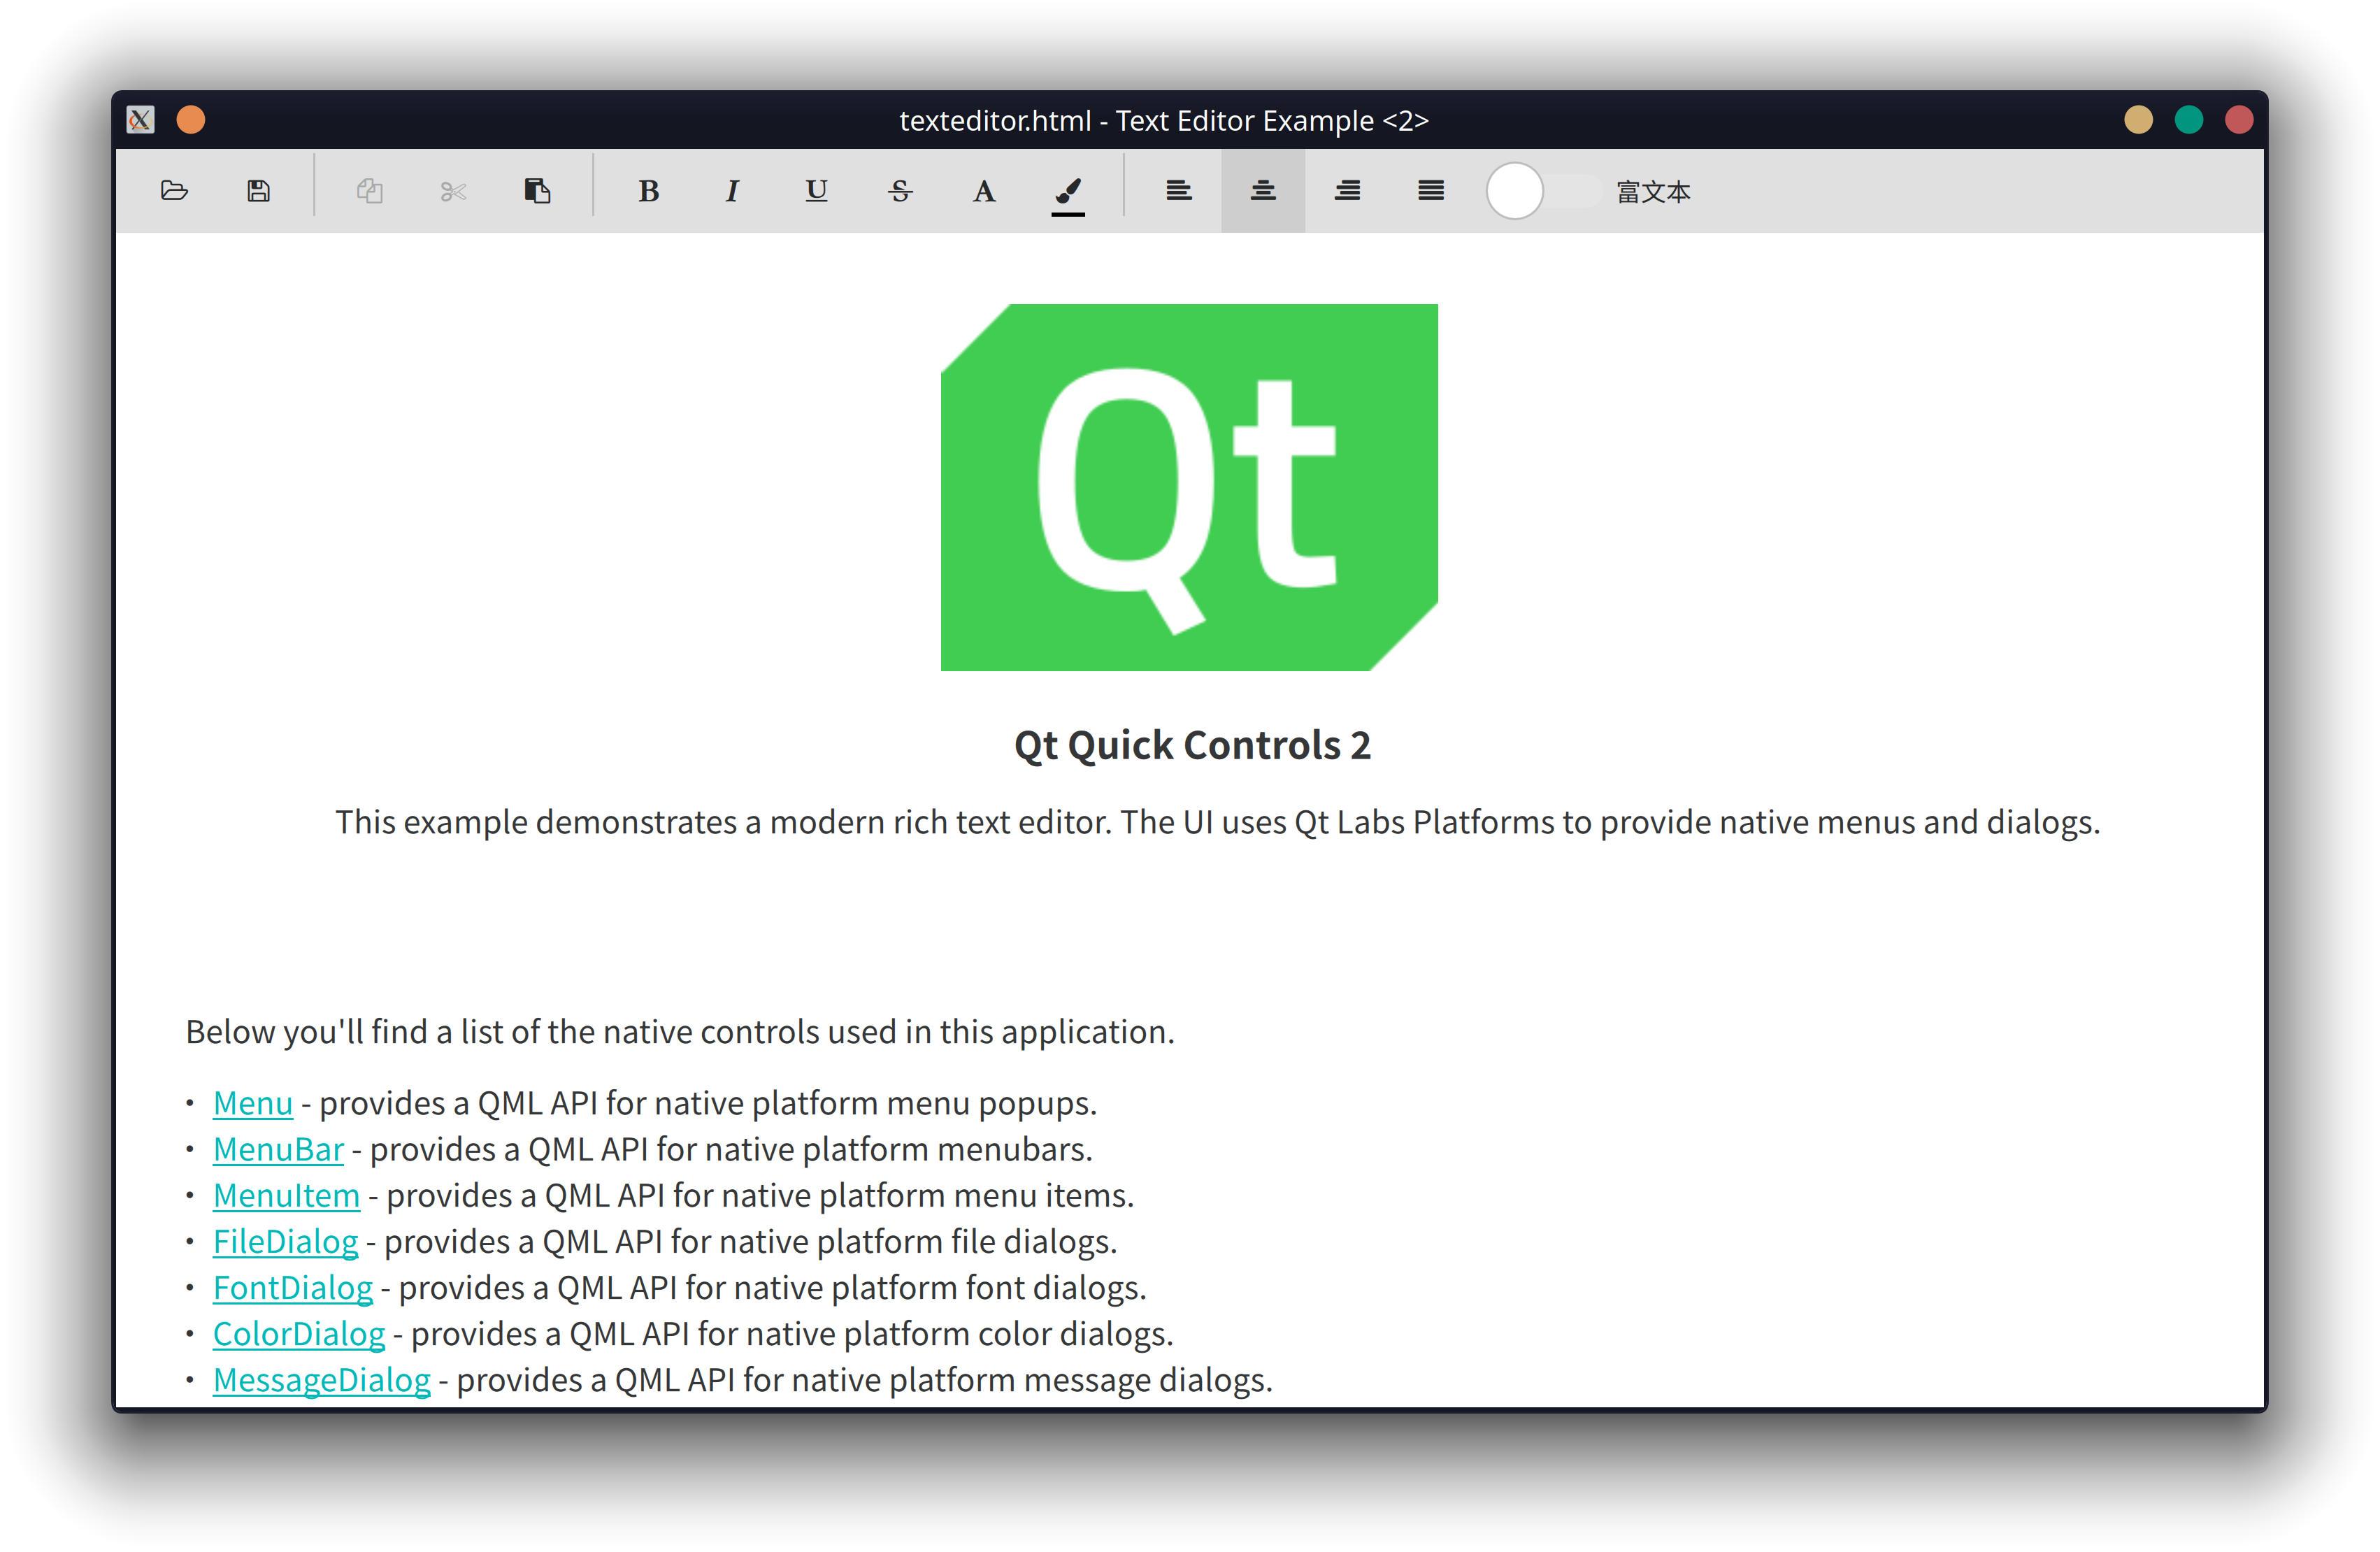 texteditor.html - Text Editor Example <2>
B I U S A
富文本
Qt
Qt Quick Controls 2
This example demonstrates a modern rich text editor. The UI uses Qt Labs Platforms to provide native menus and dialogs.
Below you'll find a list of the native controls used in this application.
• Menu - provides a QML API for native platform menu popups.
• MenuBar - provides a QML API for native platform menubars.
• MenuItem - provides a QML API for native platform menu items.
• FileDialog - provides a QML API for native platform file dialogs.
• FontDialog - provides a QML API for native platform font dialogs.
• ColorDialog - provides a QML API for native platform color dialogs.
• MessageDialog - provides a QML API for native platform message dialogs.